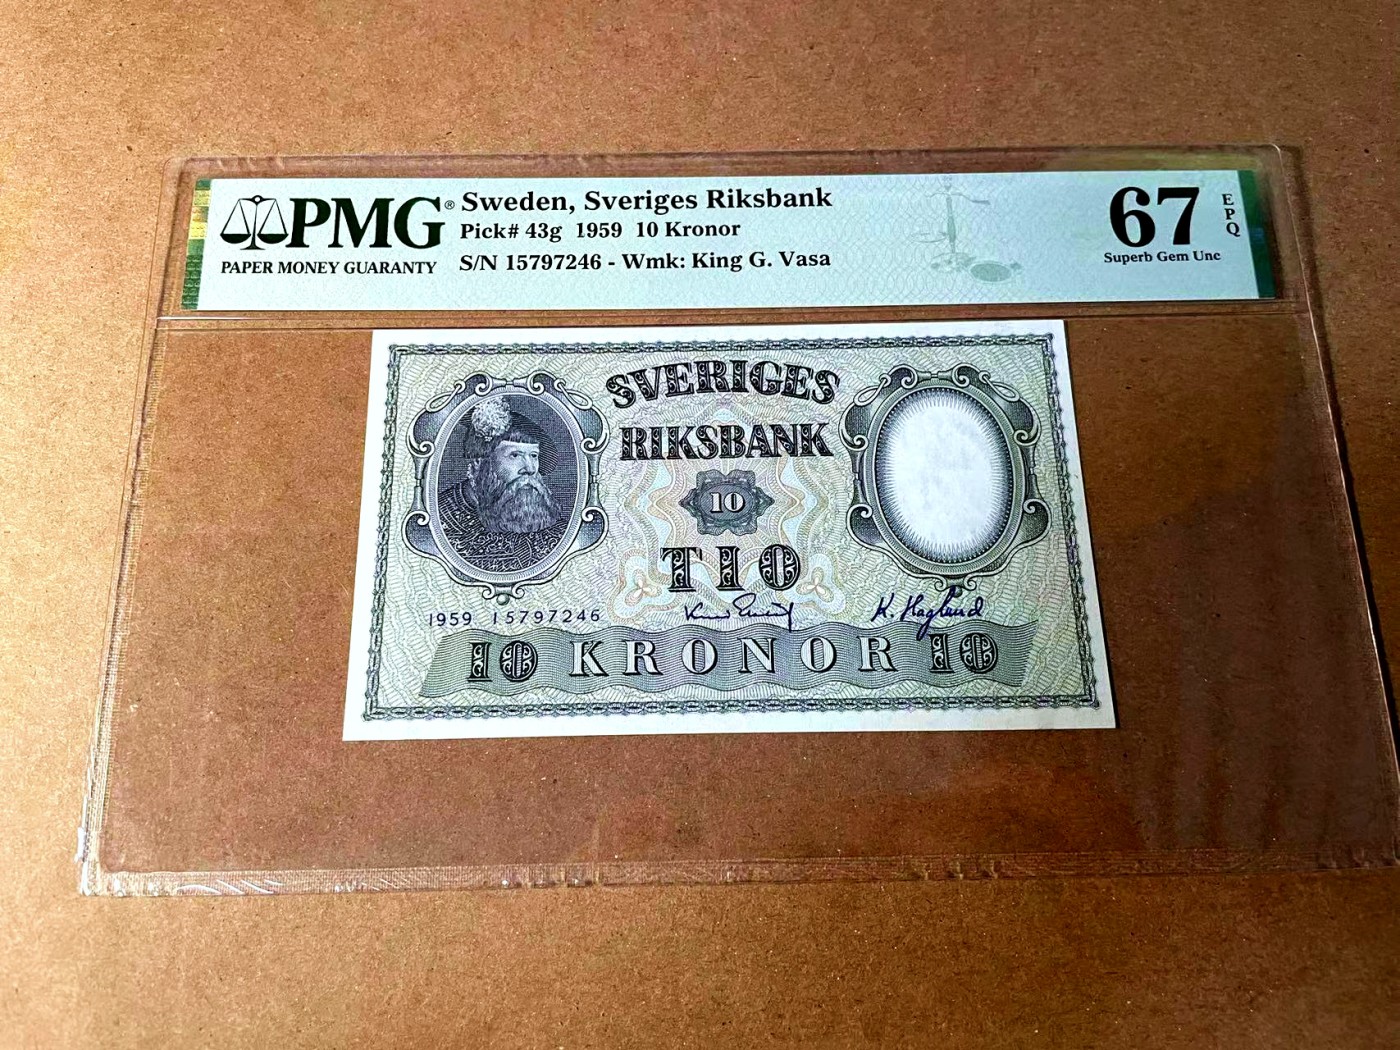 PMG®
PAPER MONEY GUARANTY
Sweden, Sveriges Riksbank
Pick# 43g 1959 10 Kronor
S/N 15797246 - Wmk: King G. Vasa
67
EPQ
Superb Gem Unc
SVERIGES
RIKSBANK
10
TIO
1959 15797246
K. Hagland
10 KRONOR 10